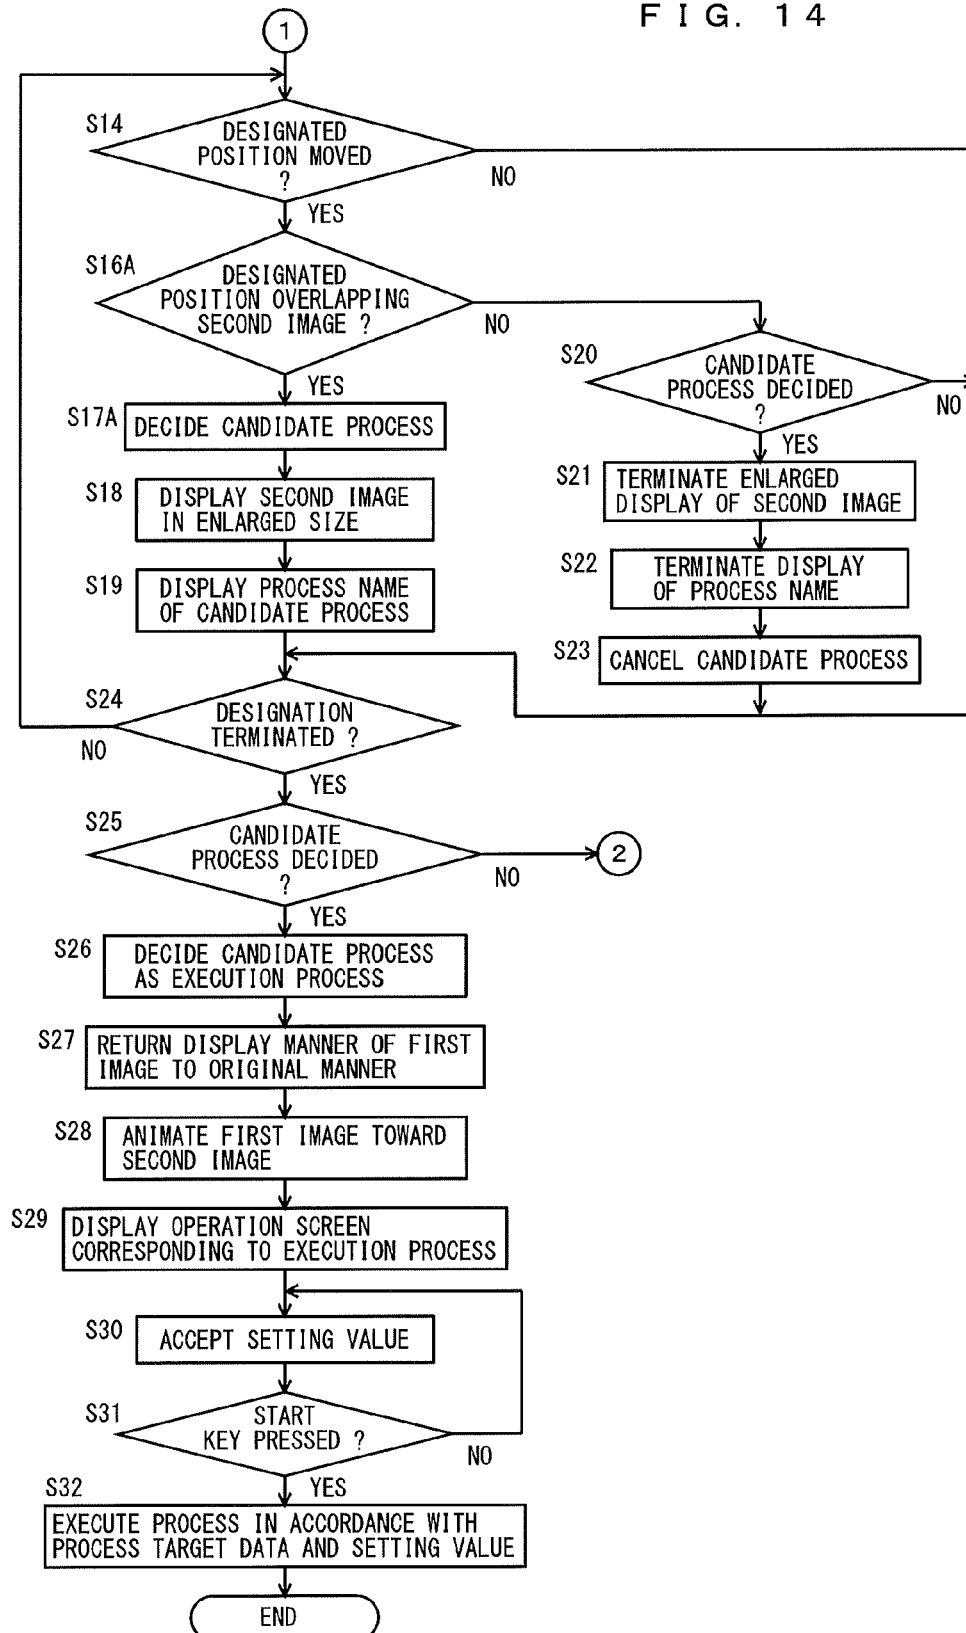 FIG. 14
1
S14
DESIGNATED
POSITION MOVED
?
NO
YES
S16A
DESIGNATED
POSITION OVERLAPPING
SECOND IMAGE ?
NO
YES
S20
CANDIDATE
PROCESS DECIDED
?
NO
YES
S17A
DECIDE CANDIDATE PROCESS
S21
TERMINATE ENLARGED
DISPLAY OF SECOND IMAGE
S18
DISPLAY SECOND IMAGE
IN ENLARGED SIZE
S22
TERMINATE DISPLAY
OF PROCESS NAME
S19
DISPLAY PROCESS NAME
OF CANDIDATE PROCESS
S23
CANCEL CANDIDATE PROCESS
S24
DESIGNATION
TERMINATED ?
NO
YES
S25
CANDIDATE
PROCESS DECIDED
?
NO
2
YES
S26
DECIDE CANDIDATE PROCESS
AS EXECUTION PROCESS
S27
RETURN DISPLAY MANNER OF FIRST
IMAGE TO ORIGINAL MANNER
S28
ANIMATE FIRST IMAGE TOWARD
SECOND IMAGE
S29
DISPLAY OPERATION SCREEN
CORRESPONDING TO EXECUTION PROCESS
S30
ACCEPT SETTING VALUE
S31
START
KEY PRESSED ?
NO
YES
S32
EXECUTE PROCESS IN ACCORDANCE WITH
PROCESS TARGET DATA AND SETTING VALUE
END